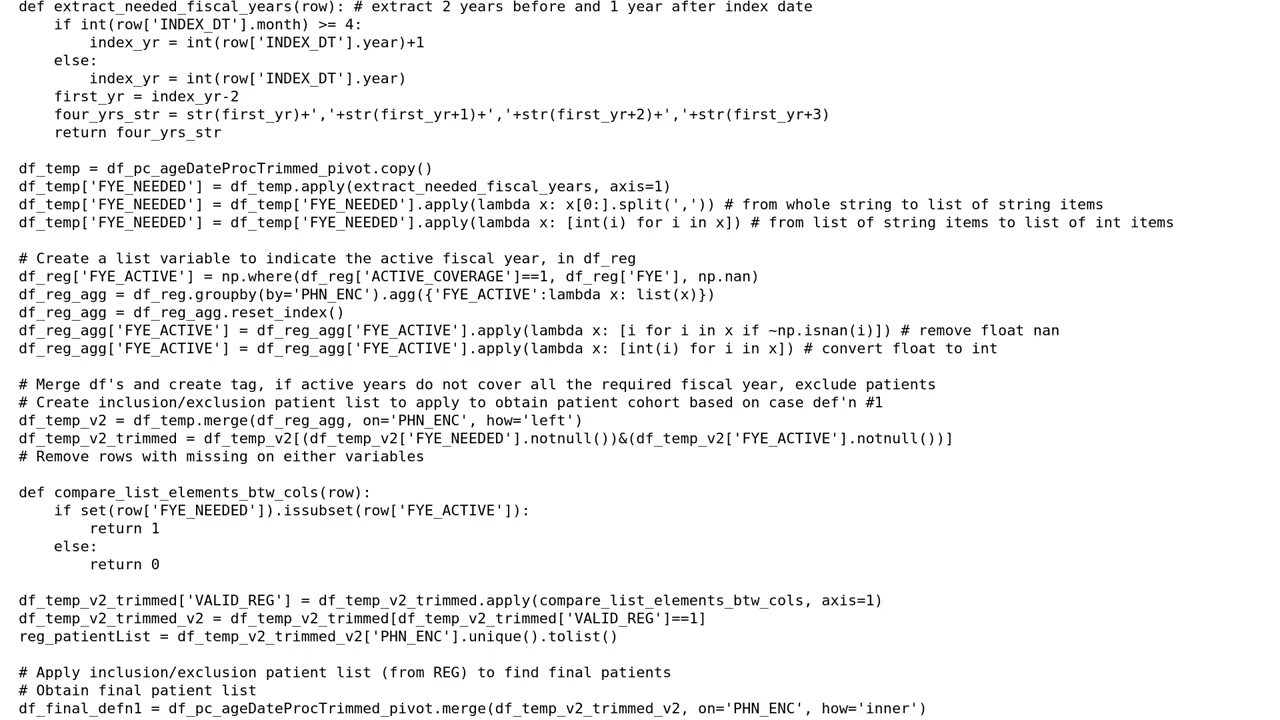 def extract_needed_fiscal_years(row): # extract 2 years before and 1 year after index date
    if int(row['INDEX_DT'].month) >= 4:
        index_yr = int(row['INDEX_DT'].year)+1
    else:
        index_yr = int(row['INDEX_DT'].year)
    first_yr = index_yr-2
    four_yrs_str = str(first_yr)+','+str(first_yr+1)+','+str(first_yr+2)+','+str(first_yr+3)
    return four_yrs_str

df_temp = df_pc_ageDateProcTrimmed_pivot.copy()
df_temp['FYE_NEEDED'] = df_temp.apply(extract_needed_fiscal_years, axis=1)
df_temp['FYE_NEEDED'] = df_temp['FYE_NEEDED'].apply(lambda x: x[0:].split(',')) # from whole string to list of string items
df_temp['FYE_NEEDED'] = df_temp['FYE_NEEDED'].apply(lambda x: [int(i) for i in x]) # from list of string items to list of int items

# Create a list variable to indicate the active fiscal year, in df_reg
df_reg['FYE_ACTIVE'] = np.where(df_reg['ACTIVE_COVERAGE']==1, df_reg['FYE'], np.nan)
df_reg_agg = df_reg.groupby(by='PHN_ENC').agg({'FYE_ACTIVE':lambda x: list(x)})
df_reg_agg = df_reg_agg.reset_index()
df_reg_agg['FYE_ACTIVE'] = df_reg_agg['FYE_ACTIVE'].apply(lambda x: [i for i in x if ~np.isnan(i)]) # remove float nan
df_reg_agg['FYE_ACTIVE'] = df_reg_agg['FYE_ACTIVE'].apply(lambda x: [int(i) for i in x]) # convert float to int

# Merge df's and create tag, if active years do not cover all the required fiscal year, exclude patients
# Create inclusion/exclusion patient list to apply to obtain patient cohort based on case def'n #1
df_temp_v2 = df_temp.merge(df_reg_agg, on='PHN_ENC', how='left')
df_temp_v2_trimmed = df_temp_v2[(df_temp_v2['FYE_NEEDED'].notnull())&(df_temp_v2['FYE_ACTIVE'].notnull())]
# Remove rows with missing on either variables

def compare_list_elements_btw_cols(row):
    if set(row['FYE_NEEDED']).issubset(row['FYE_ACTIVE']):
        return 1
    else:
        return 0

df_temp_v2_trimmed['VALID_REG'] = df_temp_v2_trimmed.apply(compare_list_elements_btw_cols, axis=1)
df_temp_v2_trimmed_v2 = df_temp_v2_trimmed[df_temp_v2_trimmed['VALID_REG']==1]
reg_patientList = df_temp_v2_trimmed_v2['PHN_ENC'].unique().tolist()

# Apply inclusion/exclusion patient list (from REG) to find final patients
# Obtain final patient list
df_final_defn1 = df_pc_ageDateProcTrimmed_pivot.merge(df_temp_v2_trimmed_v2, on='PHN_ENC', how='inner')